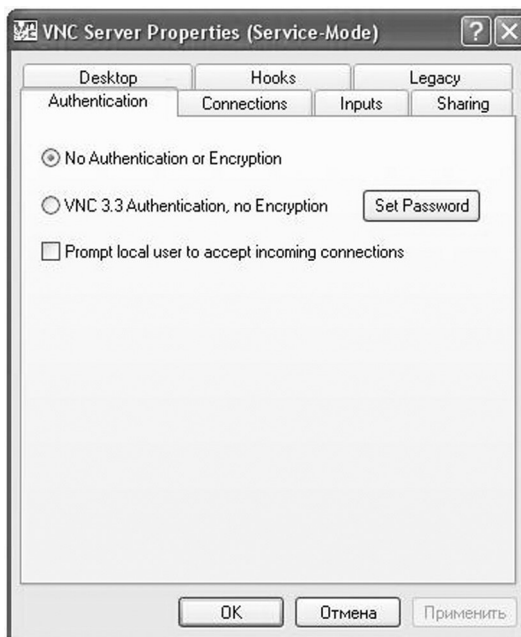 VNC Server Properties (Service-Mode)
Desktop Hooks Legacy
Authentication Connections Inputs Sharing
No Authentication or Encryption
VNC 3.3 Authentication, no Encryption Set Password
Prompt local user to accept incoming connections
OK Отмена Применить